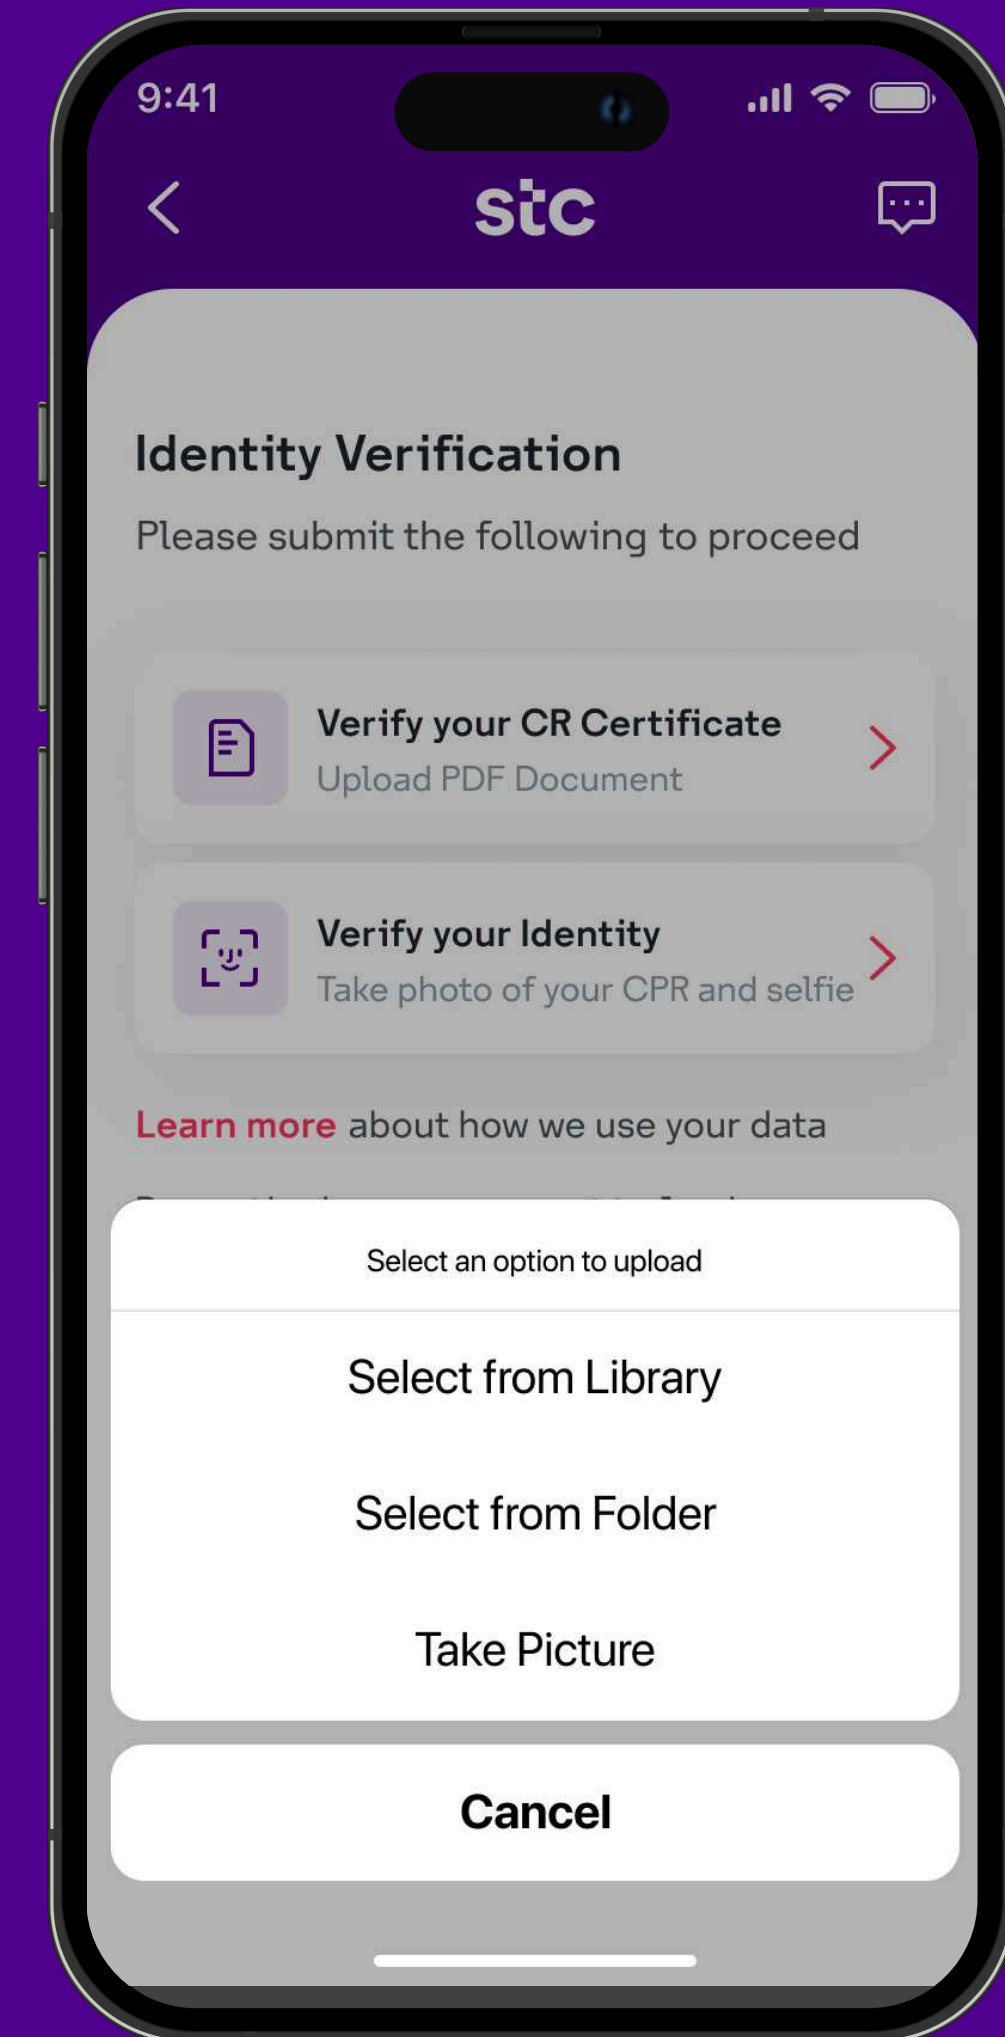 9:41
stc
Identity Verification
Please submit the following to proceed
Verify your CR Certificate
Upload PDF Document
Verify your Identity
Take photo of your CPR and selfie
Learn more about how we use your data
Select an option to upload
Select from Library
Select from Folder
Take Picture
Cancel